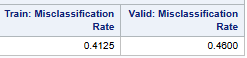 Train: Misclassification Rate
Valid: Misclassification Rate
0.4125
0.4600